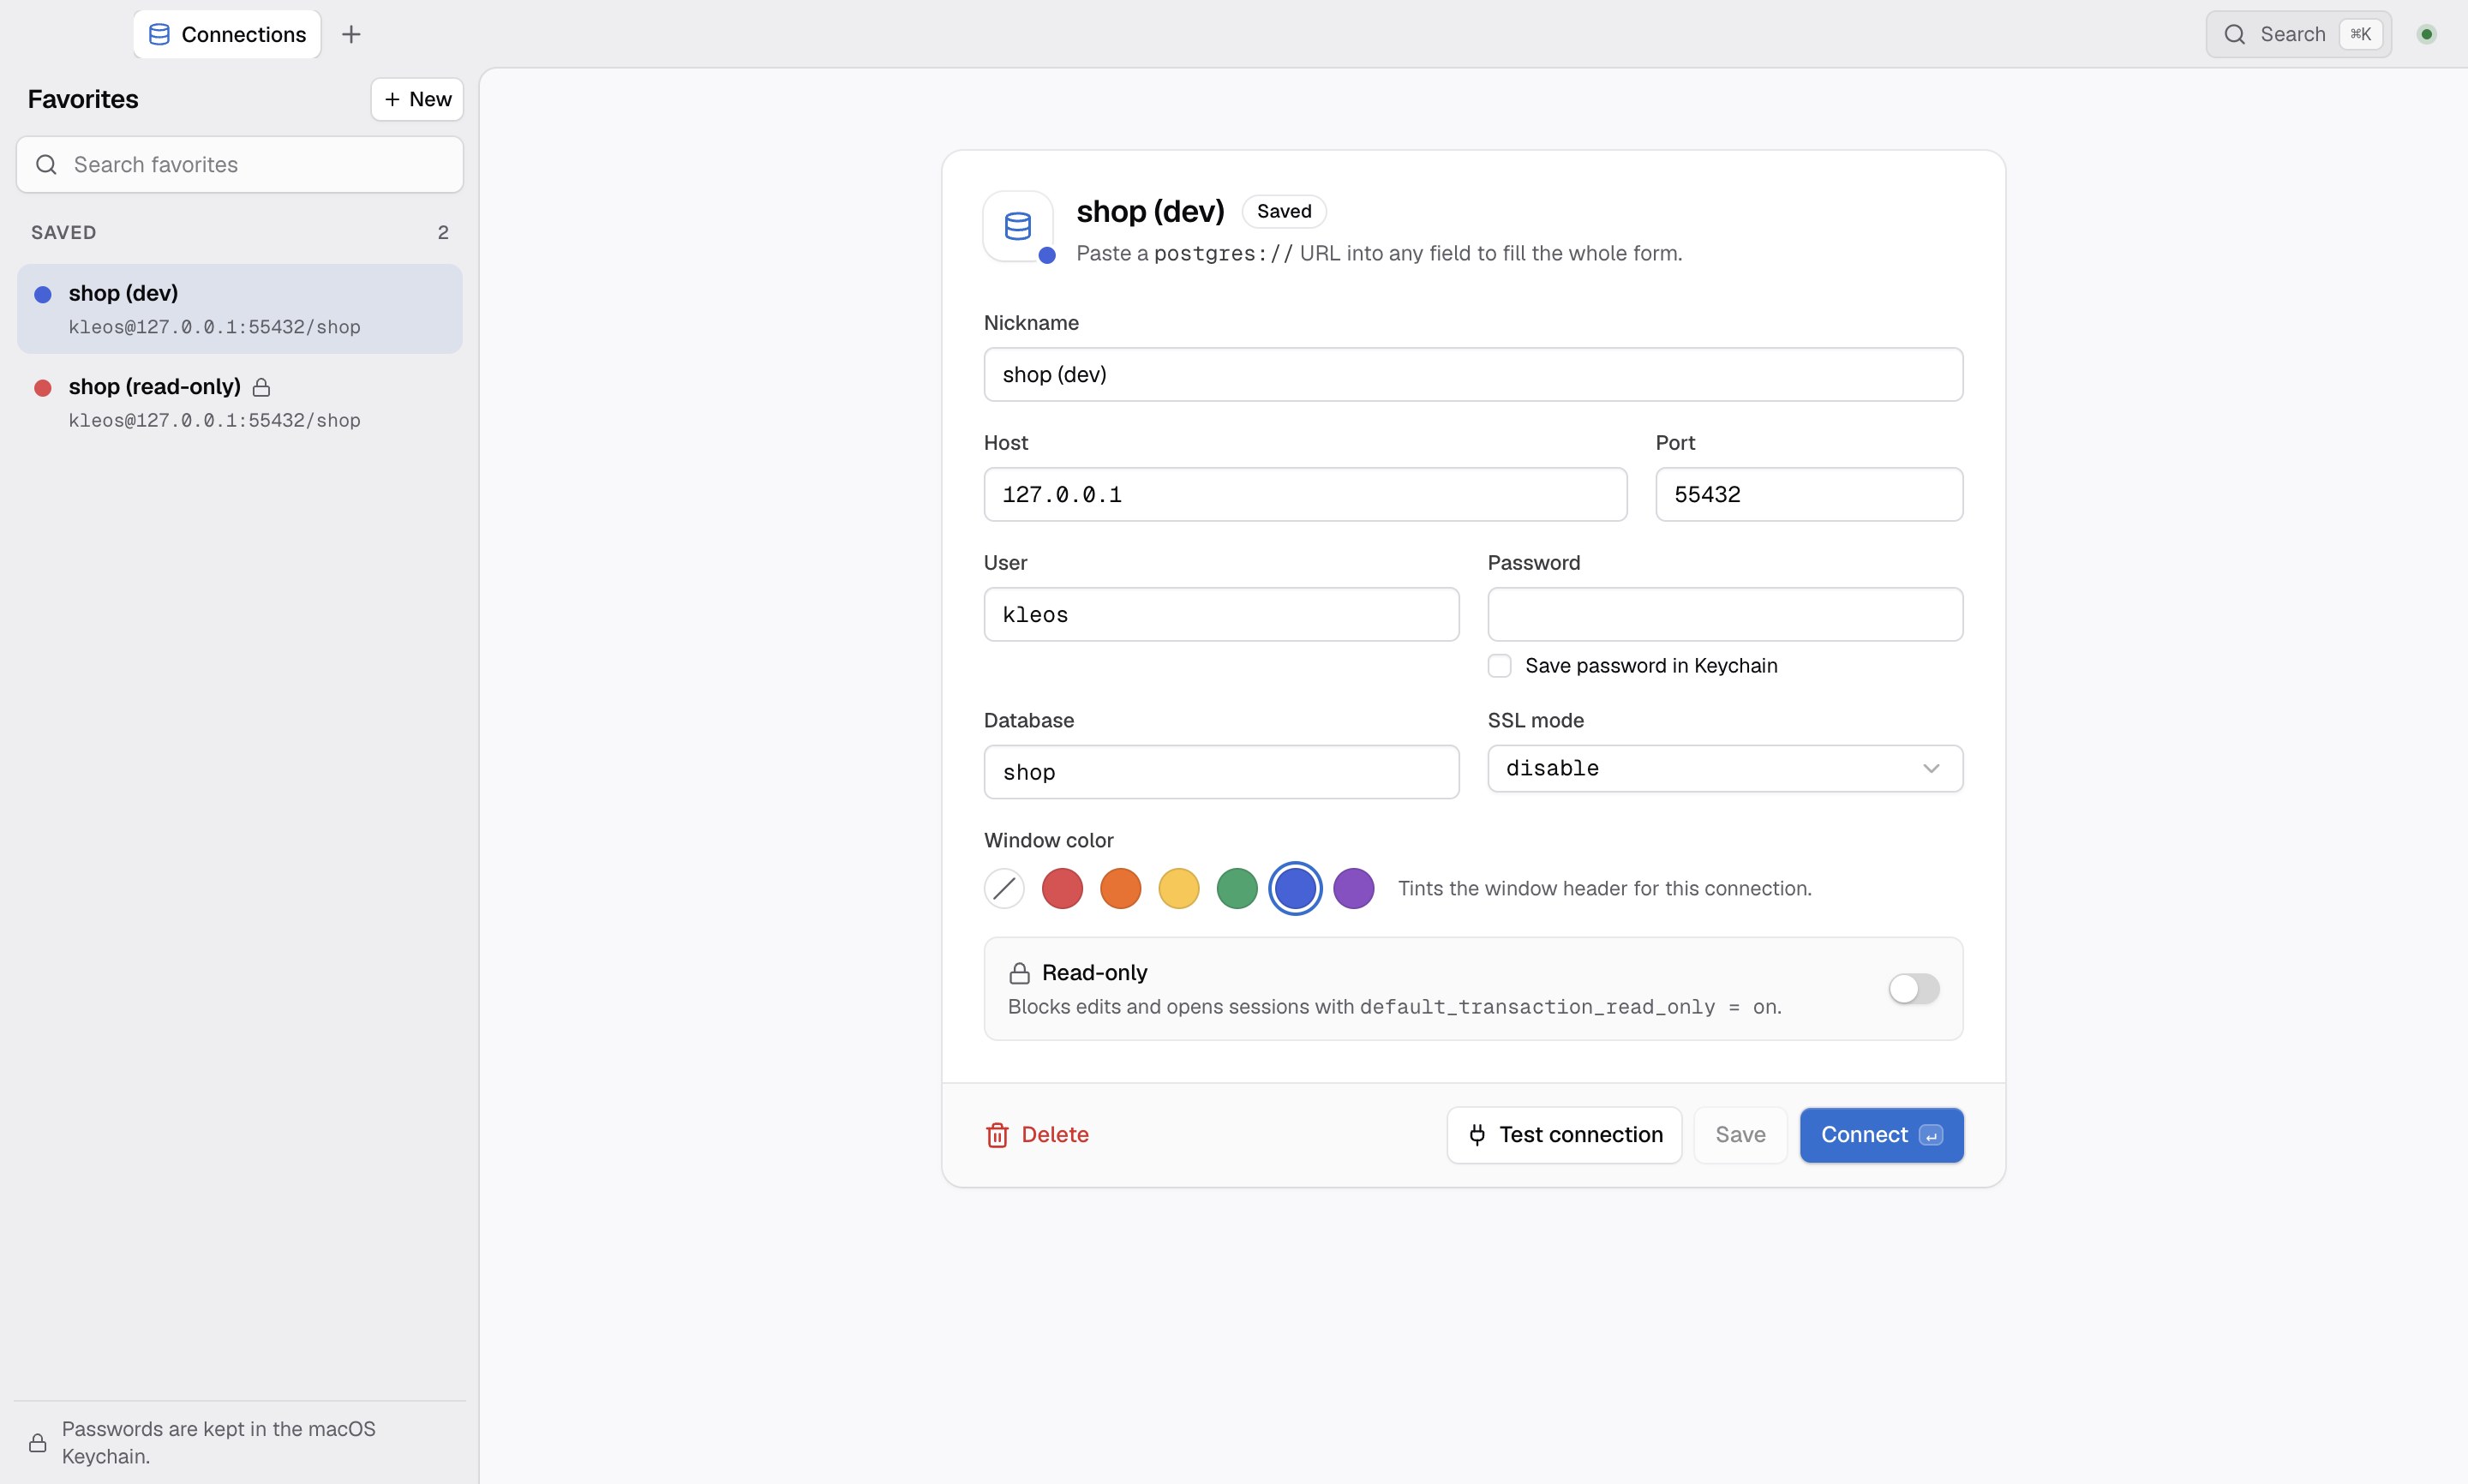 Connections
Search ⌘K
Favorites
+ New
Search favorites
SAVED 2
shop (dev)
kleos@127.0.0.1:55432/shop
shop (read-only)
kleos@127.0.0.1:55432/shop
Passwords are kept in the macOS
Keychain.
shop (dev) Saved
Paste a postgres:// URL into any field to fill the whole form.
Nickname
shop (dev)
Host Port
127.0.0.1 55432
User Password
kleos
Save password in Keychain
Database SSL mode
shop disable
Window color
Tints the window header for this connection.
Read-only
Blocks edits and opens sessions with default_transaction_read_only = on.
Delete Test connection Save Connect ↵